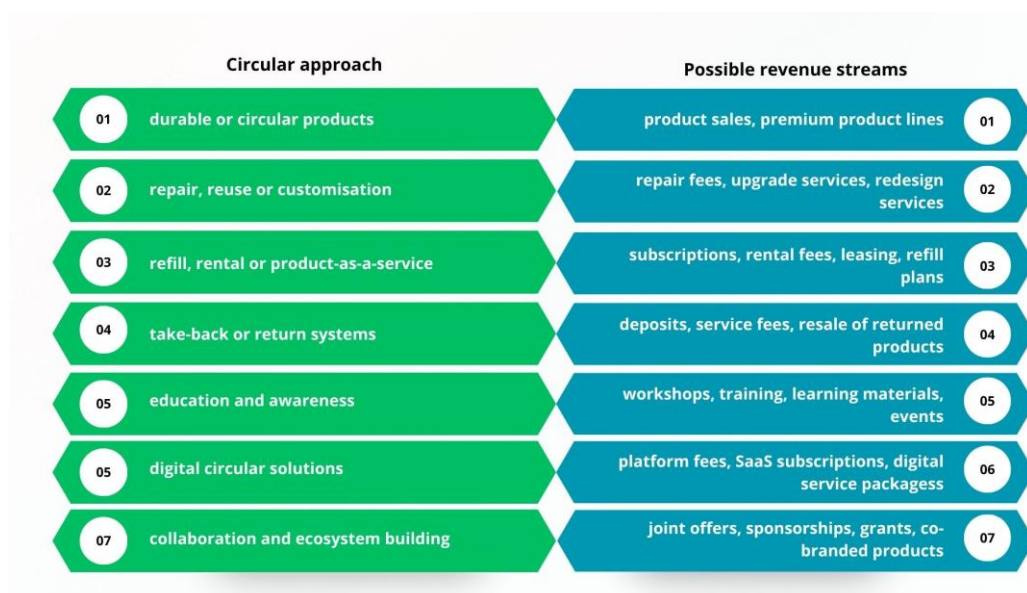 Circular approach
Possible revenue streams
01
durable or circular products
product sales, premium product lines
01
02
repair, reuse or customisation
repair fees, upgrade services, redesign
services
02
03
refill, rental or product-as-a-service
subscriptions, rental fees, leasing, refill
plans
03
04
take-back or return systems
deposits, service fees, resale of returned
products
04
05
education and awareness
workshops, training, learning materials,
events
05
05
digital circular solutions
platform fees, SaaS subscriptions, digital
service packagess
06
07
collaboration and ecosystem building
joint offers, sponsorships, grants, co-
branded products
07